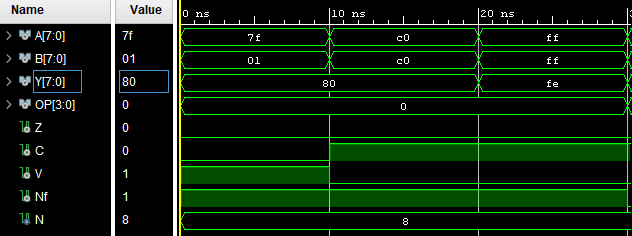 Name Value 0 ns 10 ns 20 ns
A[7:0] 7f 7f c0 ff
B[7:0] 01 01 c0 ff
Y[7:0] 80 80 fe
OP[3:0] 0 0
Z 0
C 0
V 1
Nf 1
N 8 8